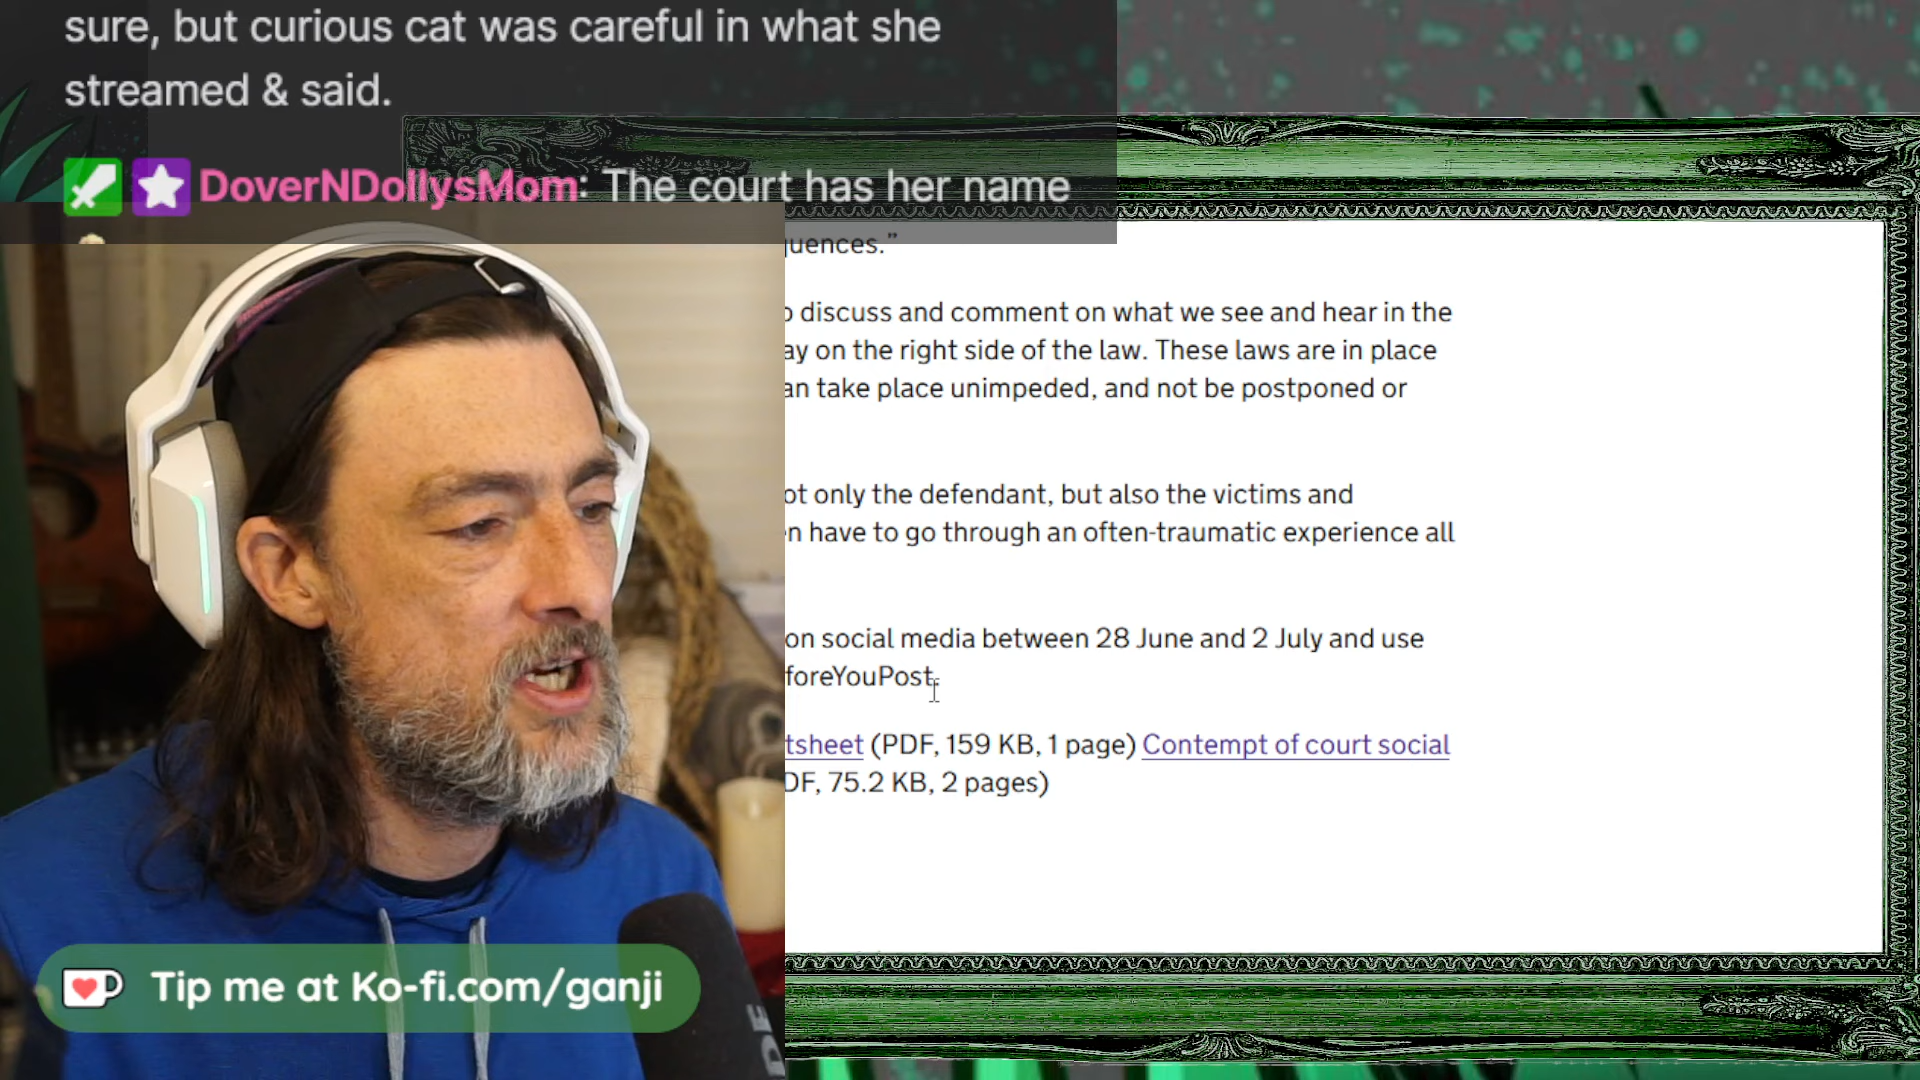 sure, but curious cat was careful in what she
streamed & said.
DoverNDollysMom: The court has her name
quences.”
o discuss and comment on what we see and hear in the
ay on the right side of the law. These laws are in place
an take place unimpeded, and not be postponed or
ot only the defendant, but also the victims and
n have to go through an often-traumatic experience all
on social media between 28 June and 2 July and use
foreYouPost.
tsheet (PDF, 159 KB, 1 page) Contempt of court social
DF, 75.2 KB, 2 pages)
Tip me at Ko-fi.com/ganji